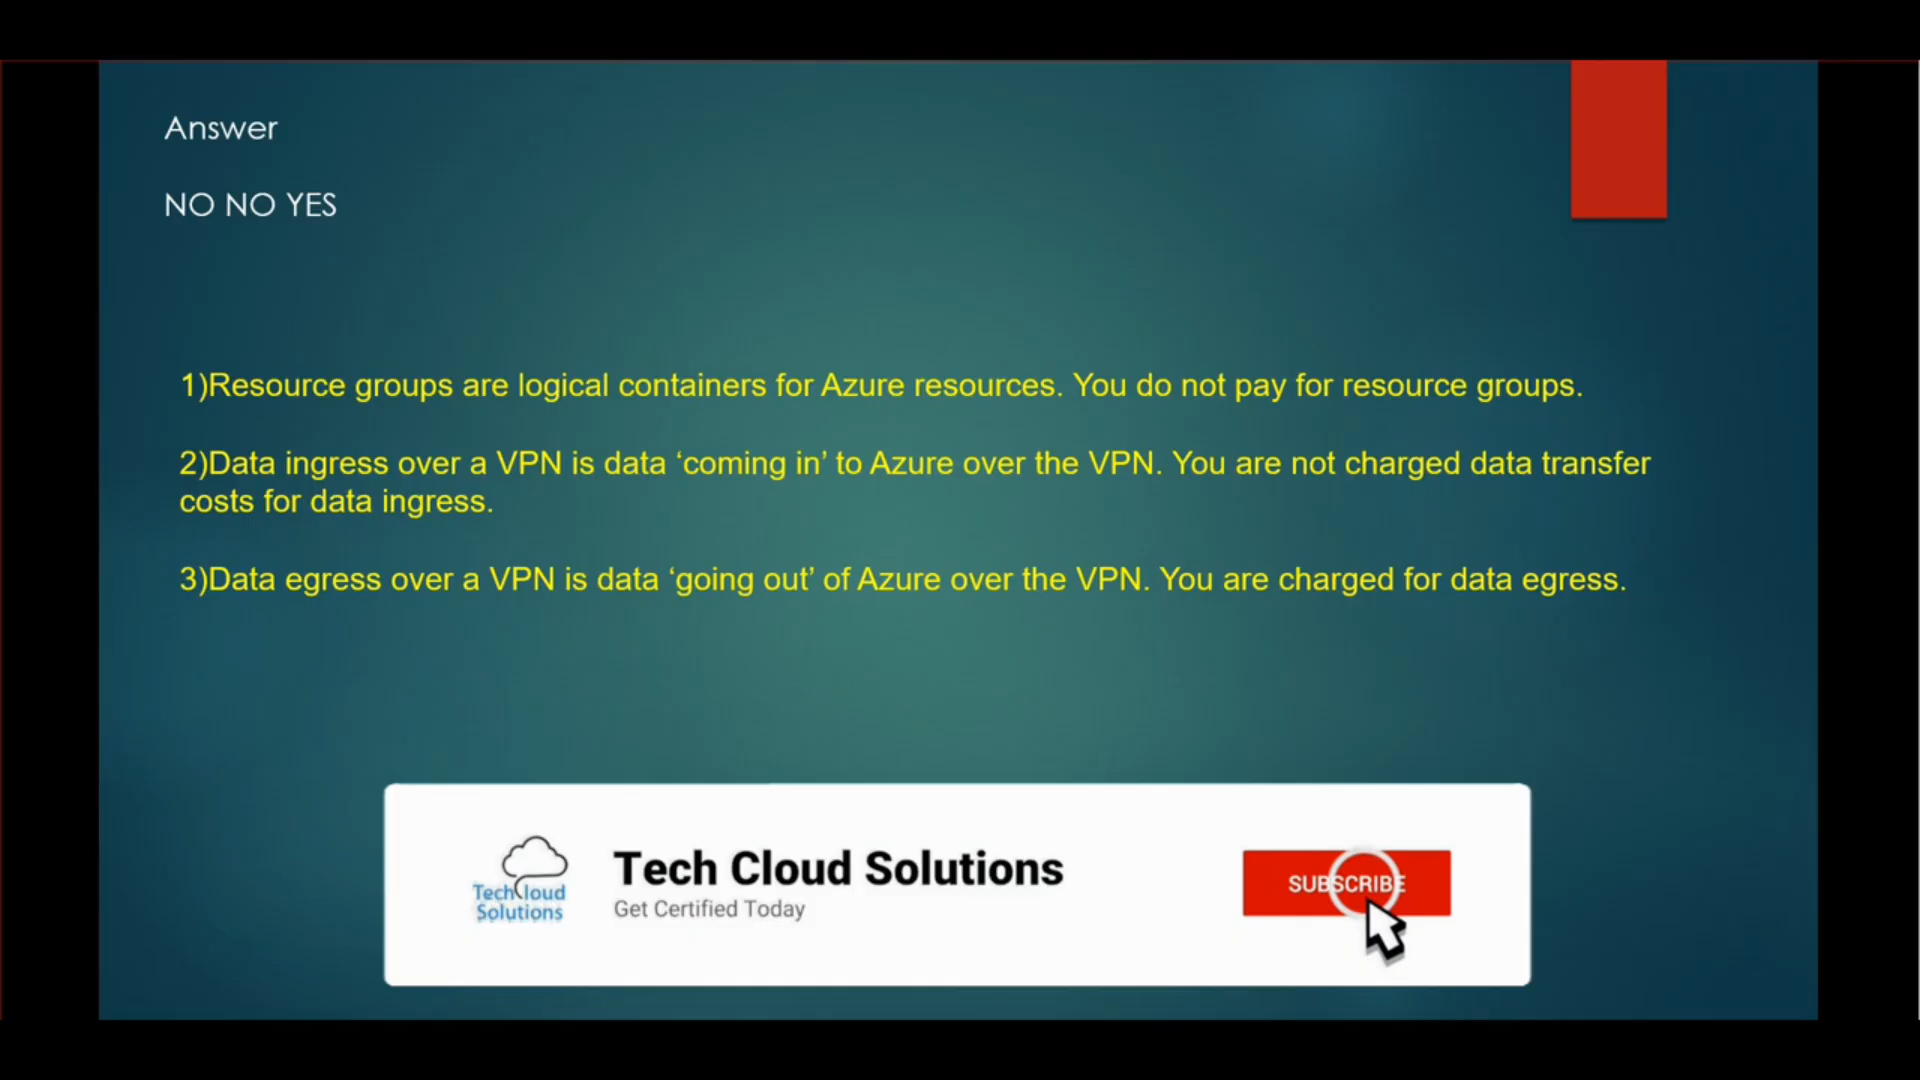 Answer
NO NO YES
1)Resource groups are logical containers for Azure resources. You do not pay for resource groups.
2)Data ingress over a VPN is data ‘coming in’ to Azure over the VPN. You are not charged data transfer
costs for data ingress.
3)Data egress over a VPN is data ‘going out’ of Azure over the VPN. You are charged for data egress.
Tech Cloud Solutions
Get Certified Today
Tech loud
Solutions
SUBSCRIBE